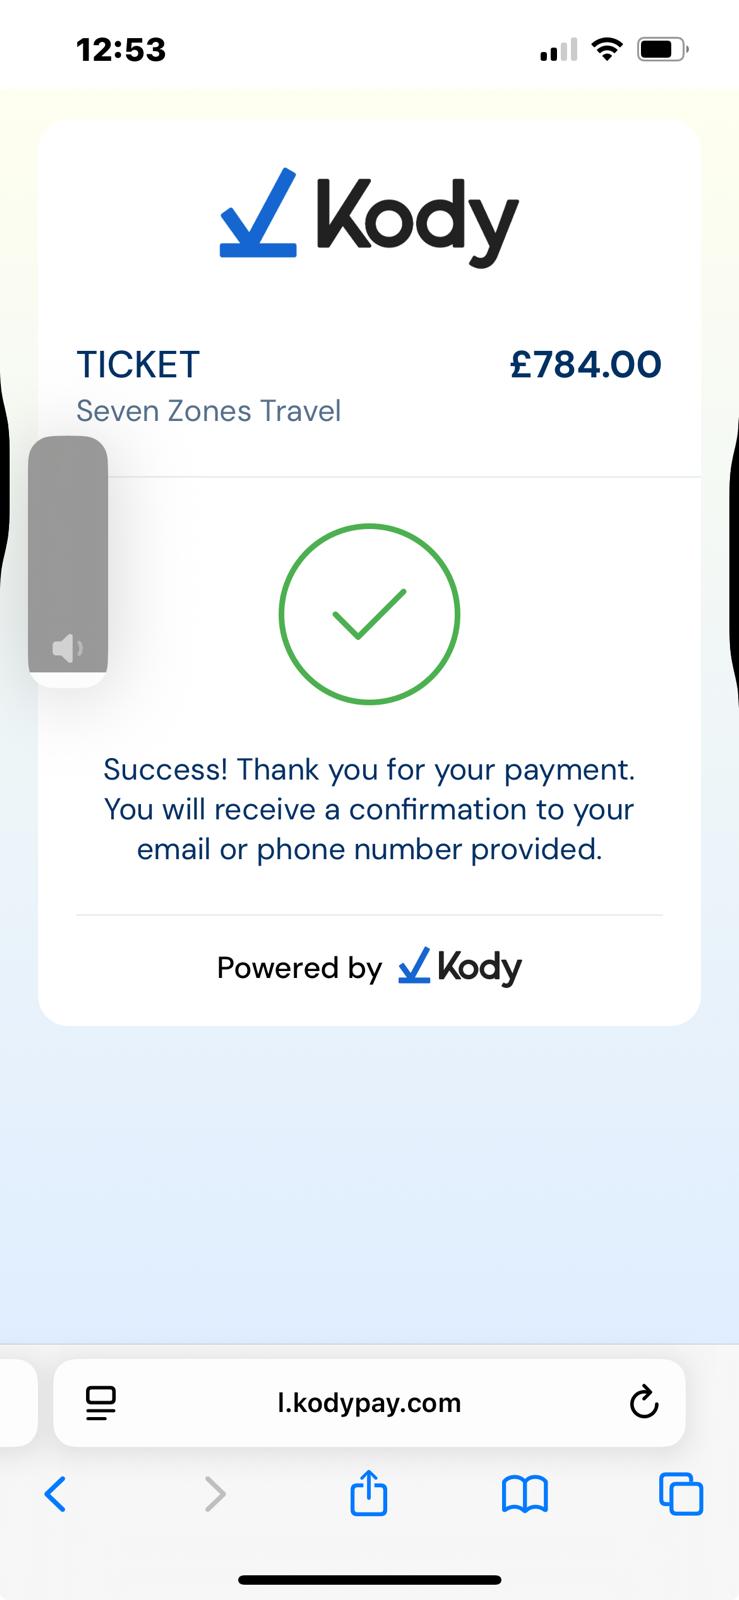 12:53
Kody
TICKET £784.00
Seven Zones Travel
Success! Thank you for your payment.
You will receive a confirmation to your
email or phone number provided.
Powered by Kody
l.kodypay.com